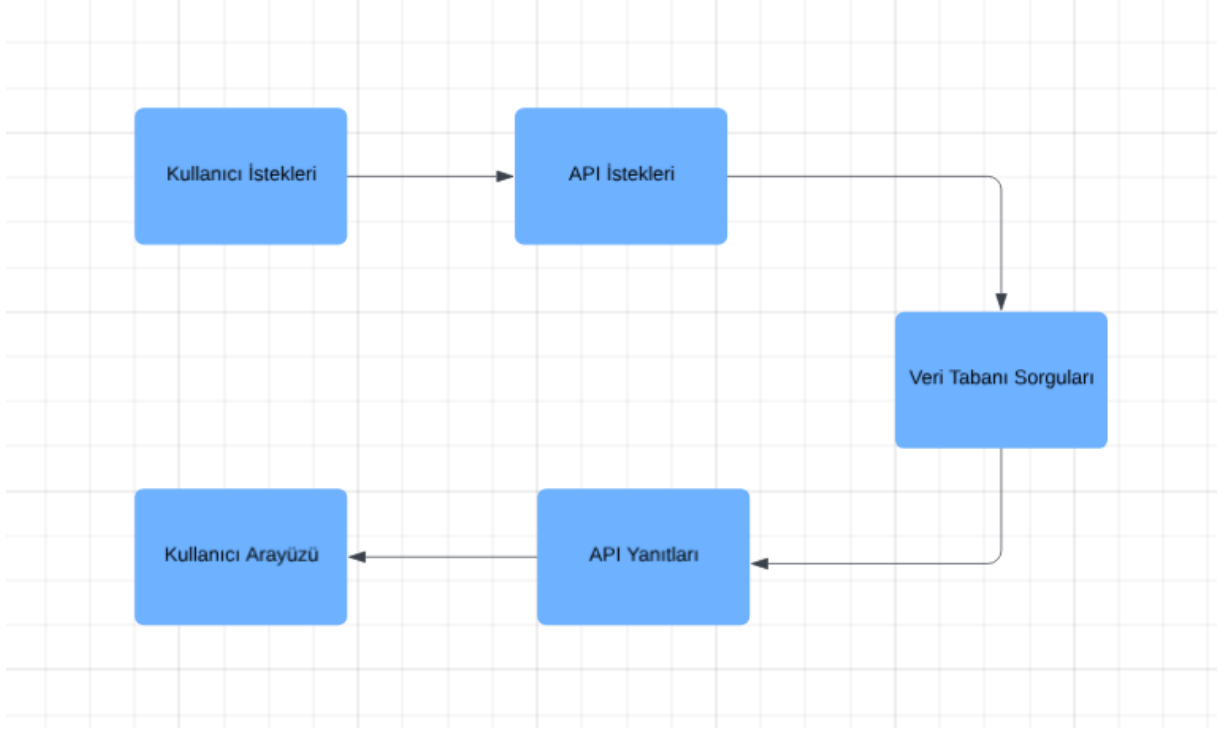 Kullanıcı İstekleri
API İstekleri
Veri Tabanı Sorguları
API Yanıtları
Kullanıcı Arayüzü